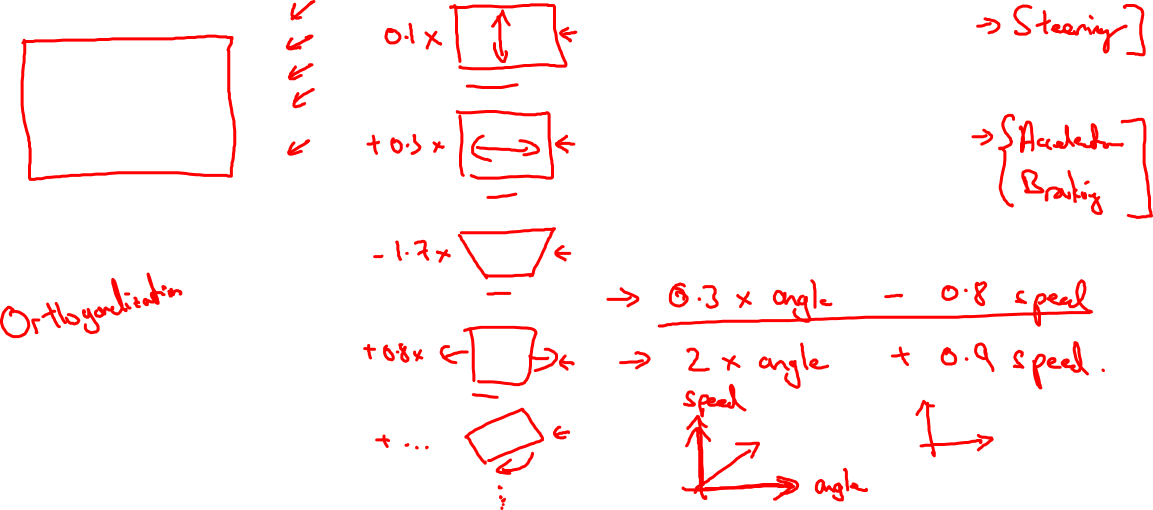 0.1 x
+ 0.3 x
- 1.7 x
+ 0.8 x
+ ...
Orthogonalization
→ Steering
→ { Acceleration
Braking
→ 0.3 x angle - 0.8 speed
→ 2 x angle + 0.9 speed.
speed
angle